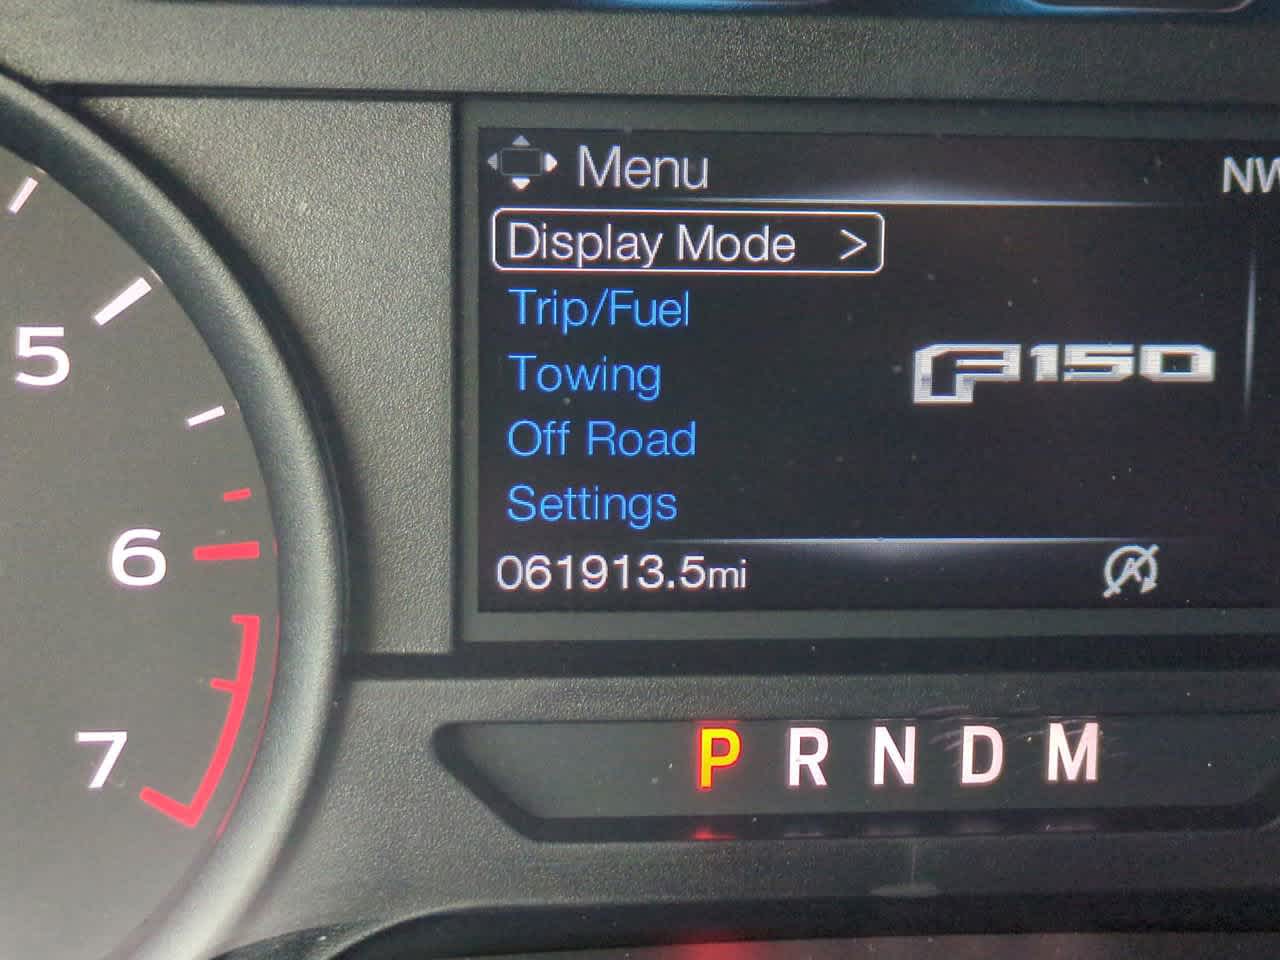 Menu
NW
Display Mode >
Trip/Fuel
Towing
Off Road
Settings
F150
061913.5mi
A
5
6
7
P R N D M